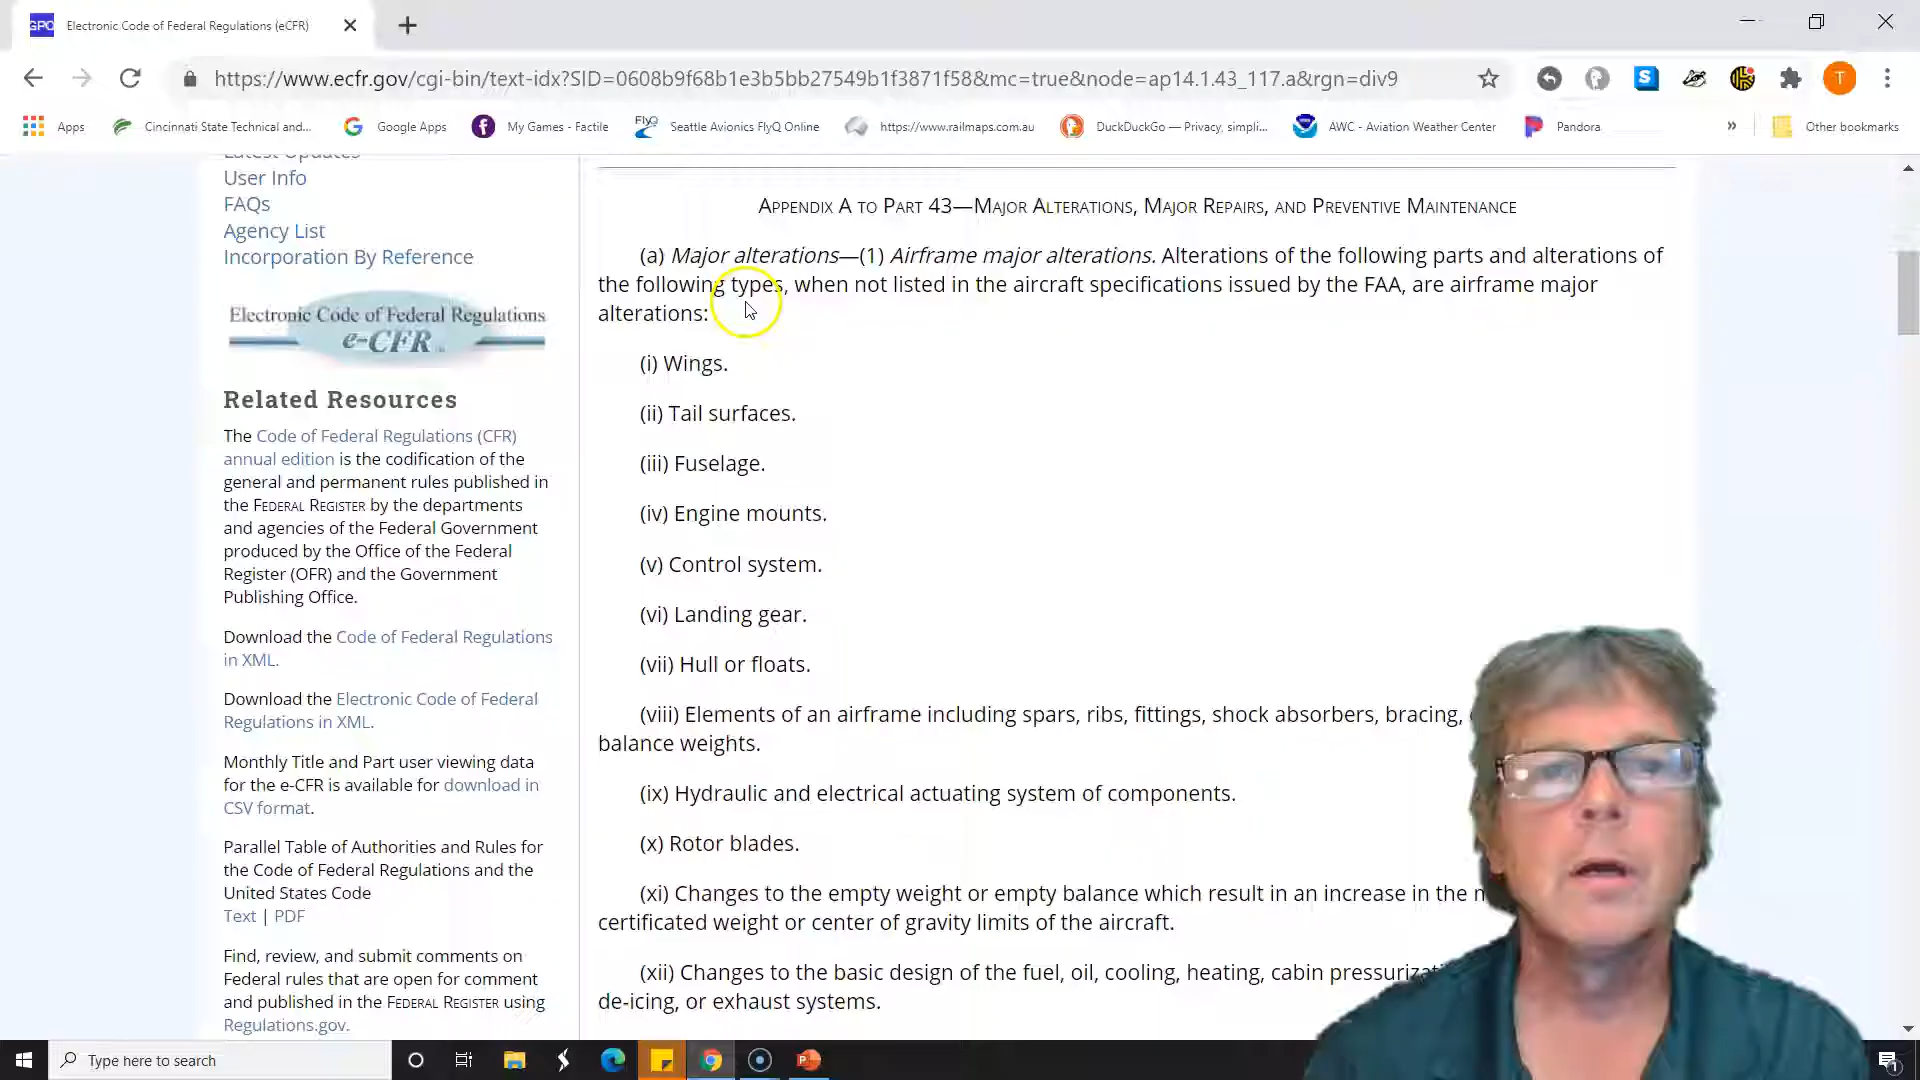 GPO
Electronic Code of Federal Regulations (eCFR)
https://www.ecfr.gov/cgi-bin/text-idx?SID=0608b9f68b1e3b5bb27549b1f3871f58&mc=true&node=ap14.1.43_117.a&rgn=div9
S
T
Apps
Cincinnati State Technical and...
Google Apps
My Games - Factile
FlyQ
Seattle Avionics FlyQ Online
https://www.railmaps.com.au
DuckDuckGo — Privacy, simpli...
AWC - Aviation Weather Center
Pandora
»
Other bookmarks
Latest Updates
User Info
FAQs
Agency List
Incorporation By Reference
Electronic Code of Federal Regulations
e-CFR
Related Resources
The Code of Federal Regulations (CFR)
annual edition is the codification of the
general and permanent rules published in
the FEDERAL REGISTER by the departments
and agencies of the Federal Government
produced by the Office of the Federal
Register (OFR) and the Government
Publishing Office.
Download the Code of Federal Regulations
in XML.
Download the Electronic Code of Federal
Regulations in XML.
Monthly Title and Part user viewing data
for the e-CFR is available for download in
CSV format.
Parallel Table of Authorities and Rules for
the Code of Federal Regulations and the
United States Code
Text | PDF
Find, review, and submit comments on
Federal rules that are open for comment
and published in the FEDERAL REGISTER using
Regulations.gov.
APPENDIX A TO PART 43—MAJOR ALTERATIONS, MAJOR REPAIRS, AND PREVENTIVE MAINTENANCE
(a) Major alterations—(1) Airframe major alterations. Alterations of the following parts and alterations of
the following types, when not listed in the aircraft specifications issued by the FAA, are airframe major
alterations:
(i) Wings.
(ii) Tail surfaces.
(iii) Fuselage.
(iv) Engine mounts.
(v) Control system.
(vi) Landing gear.
(vii) Hull or floats.
(viii) Elements of an airframe including spars, ribs, fittings, shock absorbers, bracing,
balance weights.
(ix) Hydraulic and electrical actuating system of components.
(x) Rotor blades.
(xi) Changes to the empty weight or empty balance which result in an increase in the
certificated weight or center of gravity limits of the aircraft.
(xii) Changes to the basic design of the fuel, oil, cooling, heating, cabin
de-icing, or exhaust systems.
Type here to search